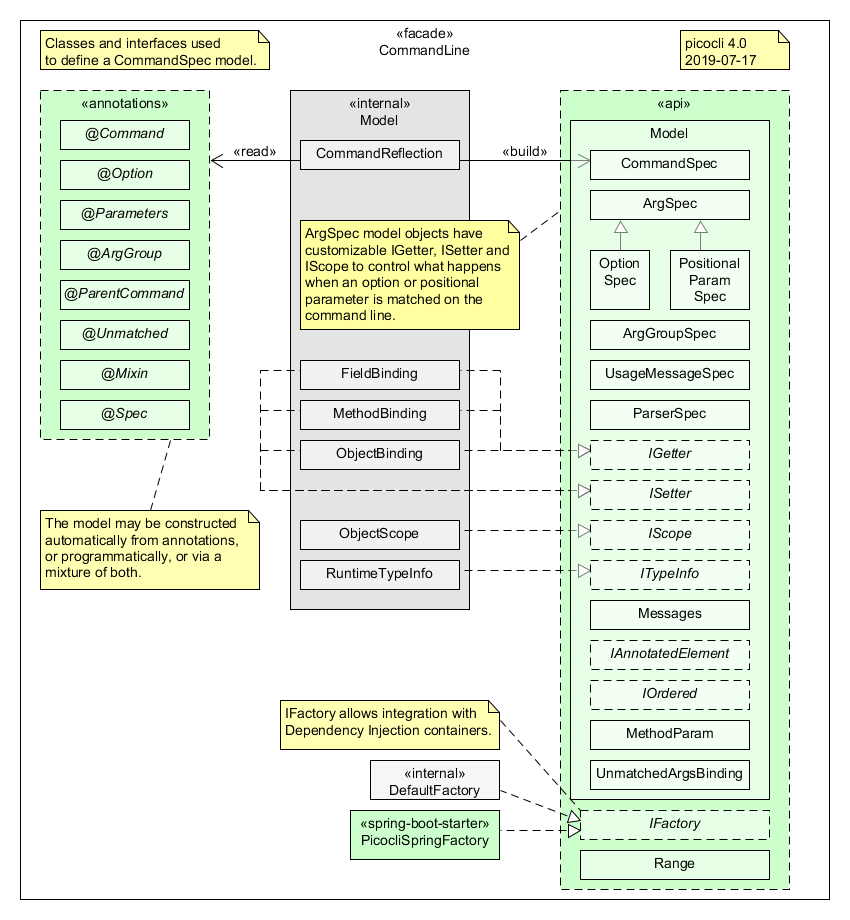 Classes and interfaces used
to define a CommandSpec model.
«facade»
CommandLine
picocli 4.0
2019-07-17
«annotations»
@Command
@Option
@Parameters
@ArgGroup
@ParentCommand
@Unmatched
@Mixin
@Spec
«read»
«internal»
Model
CommandReflection
«build»
ArgSpec model objects have
customizable IGetter, ISetter and
IScope to control what happens
when an option or positional
parameter is matched on the
command line.
FieldBinding
MethodBinding
ObjectBinding
ObjectScope
RuntimeTypeInfo
The model may be constructed
automatically from annotations,
or programmatically, or via a
mixture of both.
«api»
Model
CommandSpec
ArgSpec
Option
Spec
Positional
Param
Spec
ArgGroupSpec
UsageMessageSpec
ParserSpec
IGetter
ISetter
IScope
ITypeInfo
Messages
IAnnotatedElement
IOrdered
MethodParam
UnmatchedArgsBinding
IFactory allows integration with
Dependency Injection containers.
«internal»
DefaultFactory
«spring-boot-starter»
PicocliSpringFactory
IFactory
Range